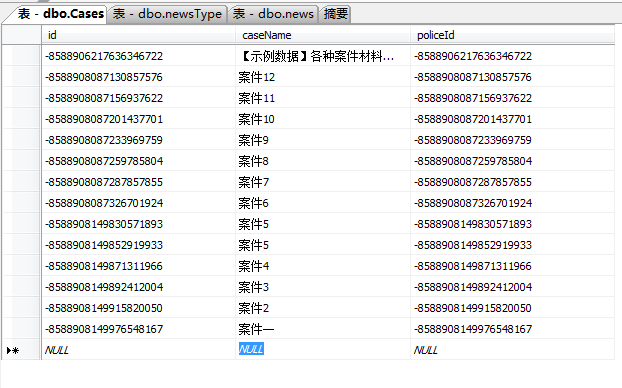 表 - dbo.Cases 表 - dbo.newsType 表 - dbo.news 摘要
id caseName policeId
-8588906217636346722 【示例数据】各种案件材料... -8588906217636346722
-8588908087130857576 案件12 -8588908087130857576
-8588908087156937622 案件11 -8588908087156937622
-8588908087201437701 案件10 -8588908087201437701
-8588908087233969759 案件9 -8588908087233969759
-8588908087259785804 案件8 -8588908087259785804
-8588908087287857855 案件7 -8588908087287857855
-8588908087326701924 案件6 -8588908087326701924
-8588908149830571893 案件5 -8588908149830571893
-8588908149852919933 案件5 -8588908149852919933
-8588908149871311966 案件4 -8588908149871311966
-8588908149892412004 案件3 -8588908149892412004
-8588908149915820050 案件2 -8588908149915820050
-8588908149976548167 案件一 -8588908149976548167
NULL NULL NULL